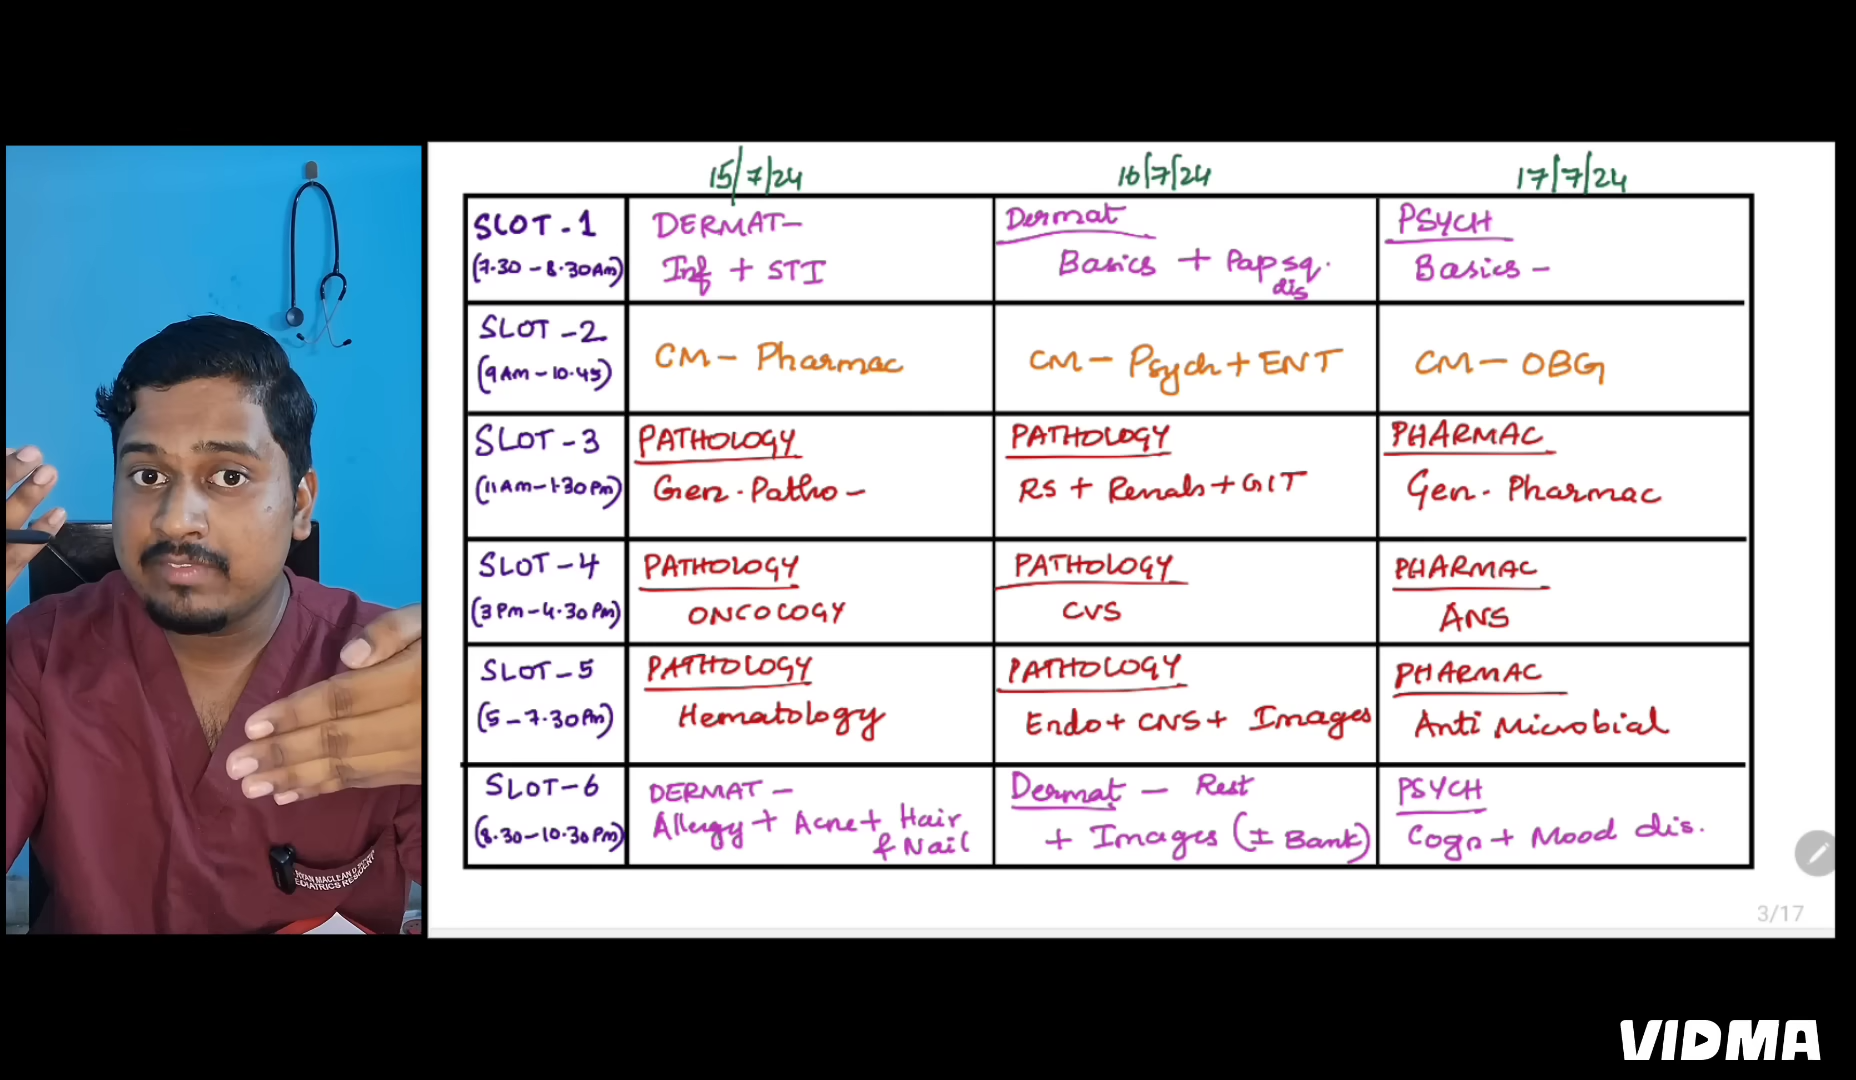 15/7/24
16/7/24
17/7/24
SLOT-1
(7.30-8.30Am)
DERMAT-
Inf + STI
Dermat
Basics + Pap sq.
dis
PSYCH
Basics -
SLOT-2
(9Am-10.45)
CM- Pharmac
CM- Psych+ENT
CM- OBG
SLOT-3
(11Am-1.30Pm)
PATHOLOGY
Gen. Patho -
PATHOLOGY
RS + Renals+GIT
PHARMAC
Gen. Pharmac
SLOT-4
(3Pm-4.30Pm)
PATHOLOGY
ONCOLOGY
PATHOLOGY
CVS
PHARMAC
ANS
SLOT-5
(5-7.30Pm)
PATHOLOGY
Hematology
PATHOLOGY
Endo+ CNS+ Images
PHARMAC
Anti Microbial
SLOT-6
(8.30-10.30Pm)
DERMAT-
Allergy + Acne+ Hair
& Nail
Dermat - Rest
+ Images (± Bank)
PSYCH
Cogn + Mood dis.
3/17
RYAN MACLEAN D
VIDMA